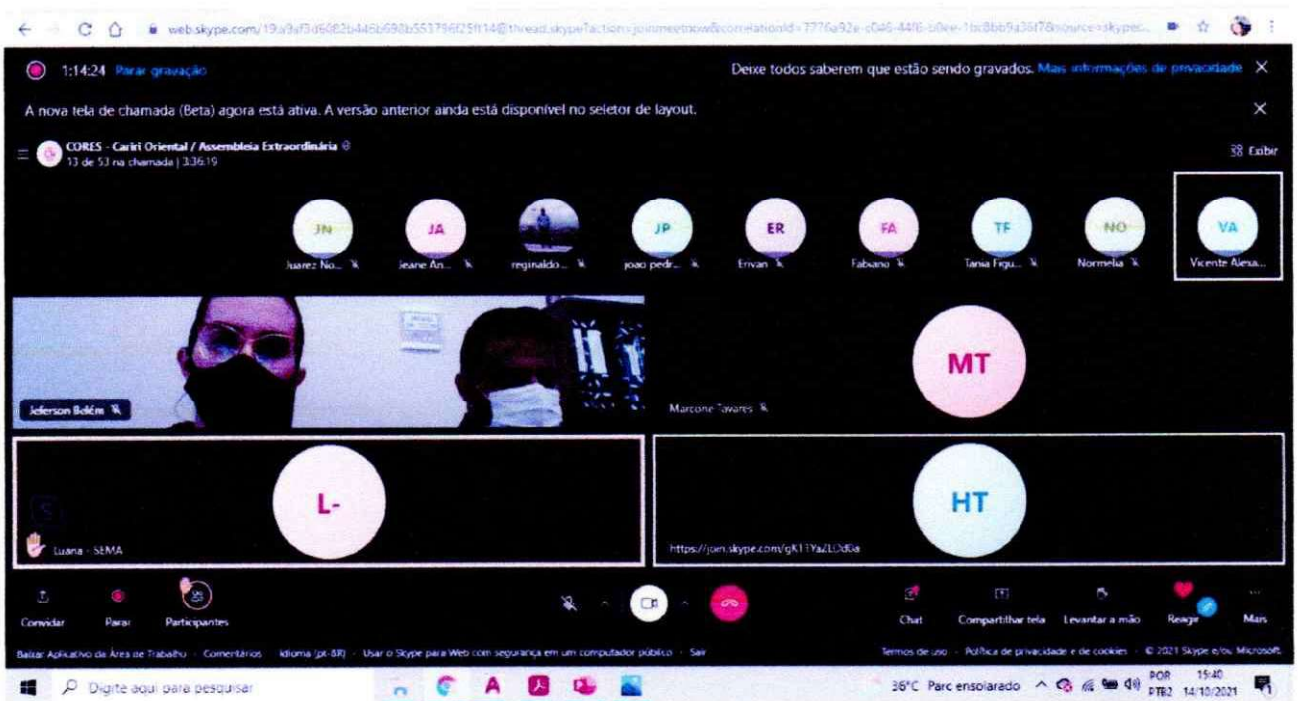 web.skype.com/
1:14:24 Parar gravação
Deixe todos saberem que estão sendo gravados. Mais informações de privacidade
A nova tela de chamada (Beta) agora está ativa. A versão anterior ainda está disponível no seletor de layout.
CORES - Cariri Oriental / Assembleia Extraordinária
13 de 53 na chamada | 3:36:19
Exibir
JN JA JP ER FA TF NO VA
Juarez No... Jeane An... reginaldo... joao pedr... Erivan Fabiano Tania Figu... Normelia Vicente Alexa...
MT
Jeferson Belém
Marcone Tavares
L-
HT
Luana - SEMA
Convidar Parar Participantes
Chat Compartilhar tela Levantar a mão Reagir Mais
Baixar Aplicativo da Área de Trabalho Comentários Idioma (pt-BR) Usar o Skype para Web com segurança em um computador público Sair
Termos de uso Política de privacidade e de cookies © 2021 Skype e/ou Microsoft.
Digite aqui para pesquisar
36°C Parc ensolarado
POR 15:40
PTB2 14/10/2021